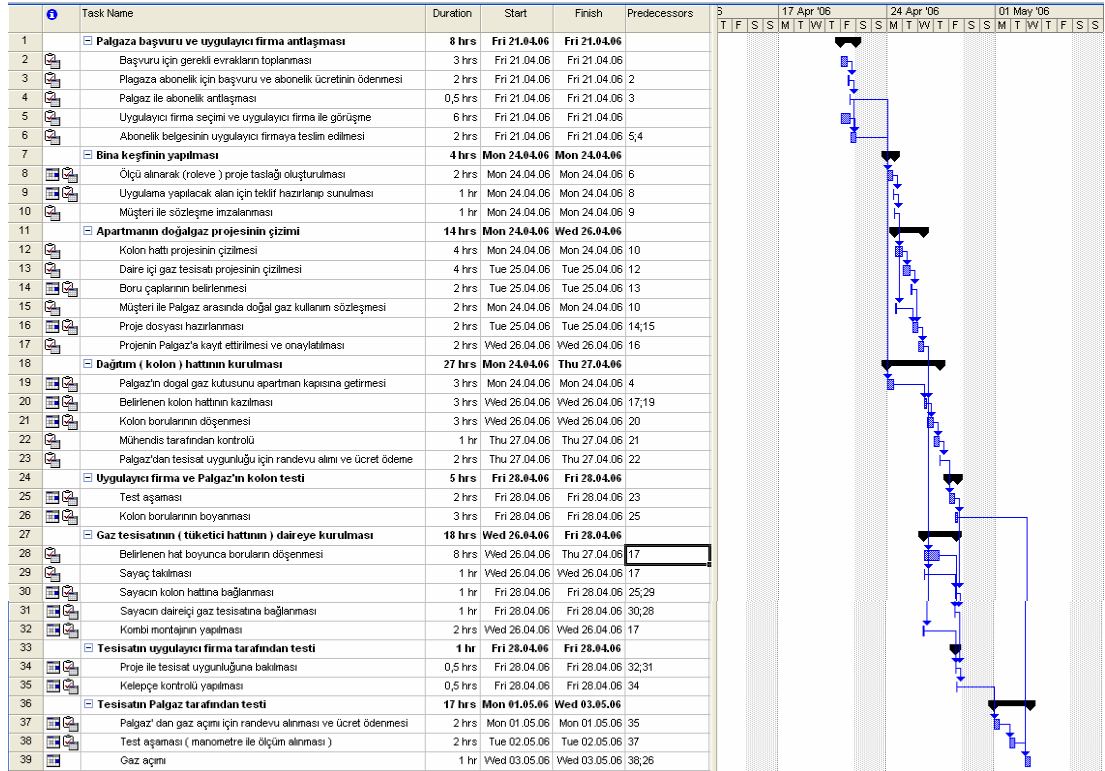 Task Name Duration Start Finish Predecessors 17 Apr '06 24 Apr '06 01 May '06
T F S S M T W T F S S M T W T F S S M T W T F S S
1 Palgaza başvuru ve uygulayıcı firma antlaşması 8 hrs Fri 21.04.06 Fri 21.04.06
2 Başvuru için gerekli evrakların toplanması 3 hrs Fri 21.04.06 Fri 21.04.06
3 Plagaza abonelik için başvuru ve abonelik ücretinin ödenmesi 2 hrs Fri 21.04.06 Fri 21.04.06 2
4 Palgaz ile abonelik antlaşması 0,5 hrs Fri 21.04.06 Fri 21.04.06 3
5 Uygulayıcı firma seçimi ve uygulayıcı firma ile görüşme 6 hrs Fri 21.04.06 Fri 21.04.06
6 Abonelik belgesinin uygulayıcı firmaya teslim edilmesi 2 hrs Fri 21.04.06 Fri 21.04.06 5;4
7 Bina keşfinin yapılması 4 hrs Mon 24.04.06 Mon 24.04.06
8 Ölçü alınarak (roleve ) proje taslağı oluşturulması 2 hrs Mon 24.04.06 Mon 24.04.06 6
9 Uygulama yapılacak alan için teklif hazırlanıp sunulması 1 hr Mon 24.04.06 Mon 24.04.06 8
10 Müşteri ile sözleşme imzalanması 1 hr Mon 24.04.06 Mon 24.04.06 9
11 Apartmanın doğalgaz projesinin çizimi 14 hrs Mon 24.04.06 Wed 26.04.06
12 Kolon hattı projesinin çizilmesi 4 hrs Mon 24.04.06 Mon 24.04.06 10
13 Daire içi gaz tesisatı projesinin çizilmesi 4 hrs Tue 25.04.06 Tue 25.04.06 12
14 Boru çaplarının belirlenmesi 2 hrs Tue 25.04.06 Tue 25.04.06 13
15 Müşteri ile Palgaz arasında doğal gaz kullanım sözleşmesi 2 hrs Mon 24.04.06 Mon 24.04.06 10
16 Proje dosyası hazırlanması 2 hrs Tue 25.04.06 Tue 25.04.06 14;15
17 Projenin Palgaz'a kayıt ettirilmesi ve onaylatılması 2 hrs Wed 26.04.06 Wed 26.04.06 16
18 Dağıtım ( kolon ) hattının kurulması 27 hrs Mon 24.04.06 Thu 27.04.06
19 Palgaz'ın dogal gaz kutusunu apartman kapısına getirmesi 3 hrs Mon 24.04.06 Mon 24.04.06 4
20 Belirlenen kolon hattının kazılması 3 hrs Wed 26.04.06 Wed 26.04.06 17;19
21 Kolon borularının döşenmesi 3 hrs Wed 26.04.06 Wed 26.04.06 20
22 Mühendis tarafından kontrolü 1 hr Thu 27.04.06 Thu 27.04.06 21
23 Palgaz'dan tesisat uygunluğu için randevu alımı ve ücret ödeme 2 hrs Thu 27.04.06 Thu 27.04.06 22
24 Uygulayıcı firma ve Palgaz'ın kolon testi 5 hrs Fri 28.04.06 Fri 28.04.06
25 Test aşaması 2 hrs Fri 28.04.06 Fri 28.04.06 23
26 Kolon borularının boyanması 3 hrs Fri 28.04.06 Fri 28.04.06 25
27 Gaz tesisatının ( tüketici hattının ) daireye kurulması 18 hrs Wed 26.04.06 Fri 28.04.06
28 Belirlenen hat boyunca boruların döşenmesi 8 hrs Wed 26.04.06 Thu 27.04.06 17
29 Sayaç takılması 1 hr Wed 26.04.06 Wed 26.04.06 17
30 Sayacın kolon hattına bağlanması 1 hr Fri 28.04.06 Fri 28.04.06 25;29
31 Sayacın daireiçi gaz tesisatına bağlanması 1 hr Fri 28.04.06 Fri 28.04.06 30;28
32 Kombi montajının yapılması 2 hrs Wed 26.04.06 Wed 26.04.06 17
33 Tesisatın uygulayıcı firma tarafından testi 1 hr Fri 28.04.06 Fri 28.04.06
34 Proje ile tesisat uygunluğuna bakılması 0,5 hrs Fri 28.04.06 Fri 28.04.06 32;31
35 Kelepçe kontrolü yapılması 0,5 hrs Fri 28.04.06 Fri 28.04.06 34
36 Tesisatın Palgaz tarafından testi 17 hrs Mon 01.05.06 Wed 03.05.06
37 Palgaz' dan gaz açımı için randevu alınması ve ücret ödenmesi 2 hrs Mon 01.05.06 Mon 01.05.06 35
38 Test aşaması ( manometre ile ölçüm alınması ) 2 hrs Tue 02.05.06 Tue 02.05.06 37
39 Gaz açımı 1 hr Wed 03.05.06 Wed 03.05.06 38;26